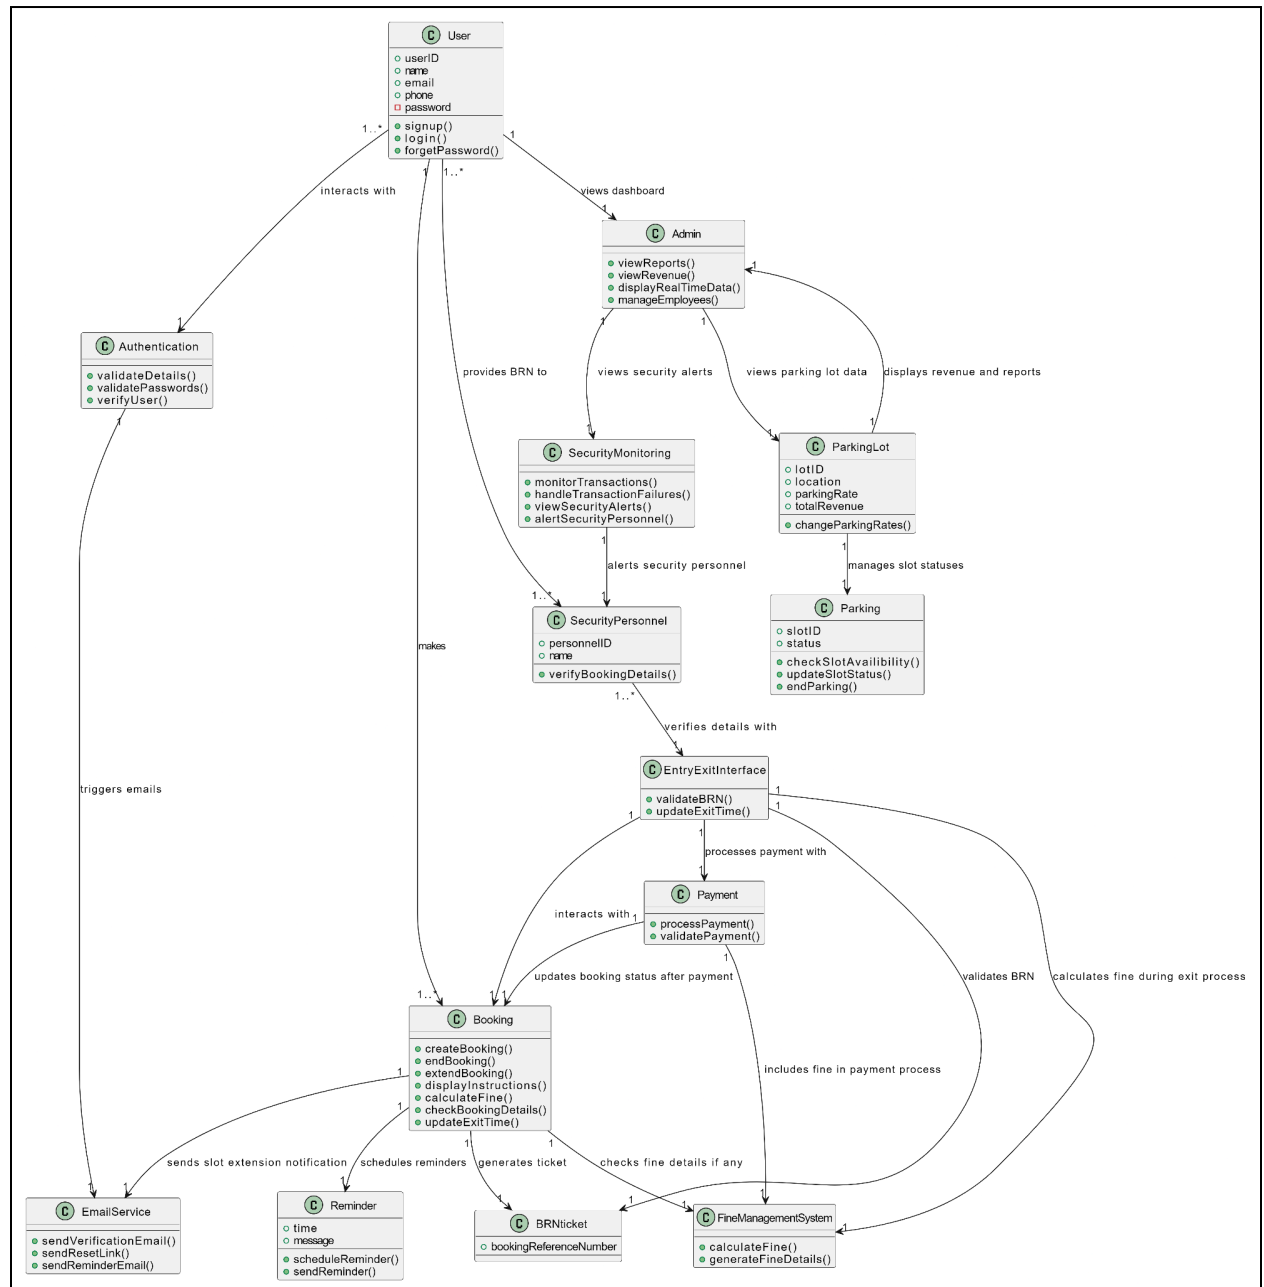 C User
userID
name
email
phone
password
signup()
login()
forgetPassword()
1..*
1
1
1..*
interacts with
views dashboard
1
C Admin
viewReports()
viewRevenue()
displayRealTimeData()
manageEmployees()
1
1
1
1
C Authentication
validateDetails()
validatePasswords()
verifyUser()
1
provides BRN to
views security alerts
views parking lot data
displays revenue and reports
1
1
1
C SecurityMonitoring
monitorTransactions()
handleTransactionFailures()
viewSecurityAlerts()
alertSecurityPersonnel()
1
C ParkingLot
lotID
location
parkingRate
totalRevenue
changeParkingRates()
1
alerts security personnel
manages slot statuses
1..*
1
1
C SecurityPersonnel
personnelID
name
verifyBookingDetails()
1..*
C Parking
slotID
status
checkSlotAvailibility()
updateSlotStatus()
endParking()
makes
verifies details with
1
C EntryExitInterface
validateBRN()
updateExitTime()
1
1
1
1
triggers emails
processes payment with
1
C Payment
processPayment()
validatePayment()
interacts with
1
1
updates booking status after payment
validates BRN
calculates fine during exit process
1..*
1
1
C Booking
createBooking()
endBooking()
extendBooking()
displayInstructions()
calculateFine()
checkBookingDetails()
updateExitTime()
1
1
1
1
includes fine in payment process
sends slot extension notification
schedules reminders
generates ticket
checks fine details if any
1
1
1
1
1
1
1
1
C EmailService
sendVerificationEmail()
sendResetLink()
sendReminderEmail()
C Reminder
time
message
scheduleReminder()
sendReminder()
C BRNticket
bookingReferenceNumber
C FineManagementSystem
calculateFine()
generateFineDetails()